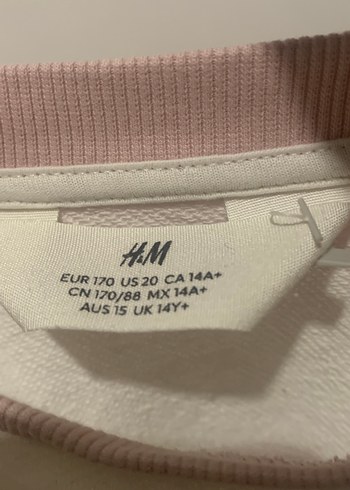 H&M
EUR 170 US 20 CA 14A+
CN 170/88 MX 14A+
AUS 15 UK 14Y+